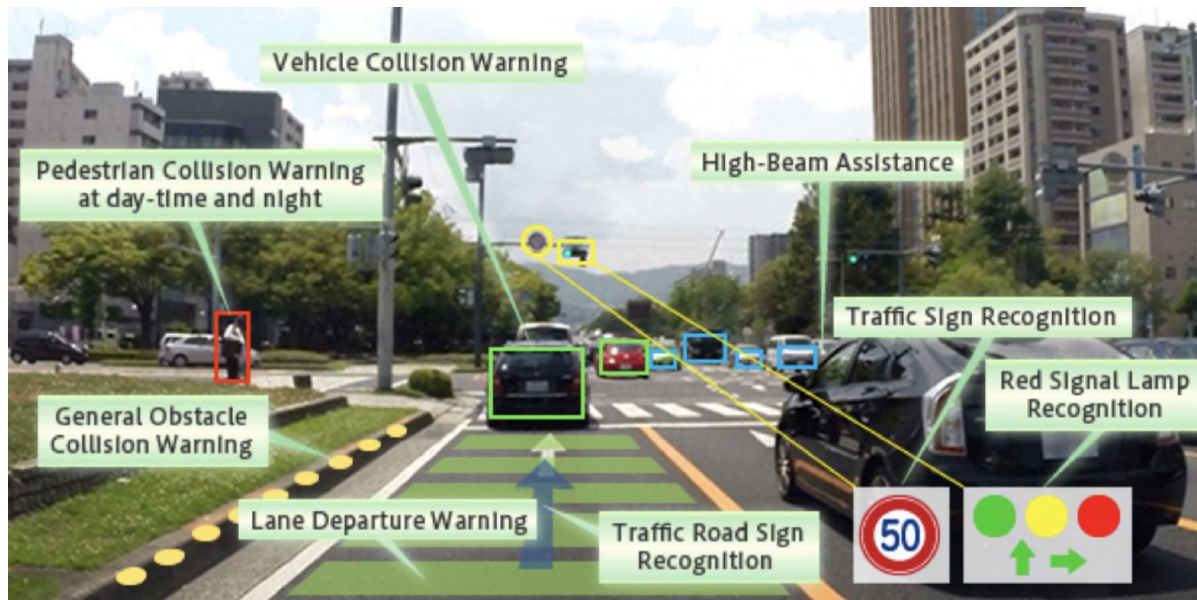 Vehicle Collision Warning
Pedestrian Collision Warning
at day-time and night
High-Beam Assistance
Traffic Sign Recognition
Red Signal Lamp
Recognition
General Obstacle
Collision Warning
Lane Departure Warning
Traffic Road Sign
Recognition
50